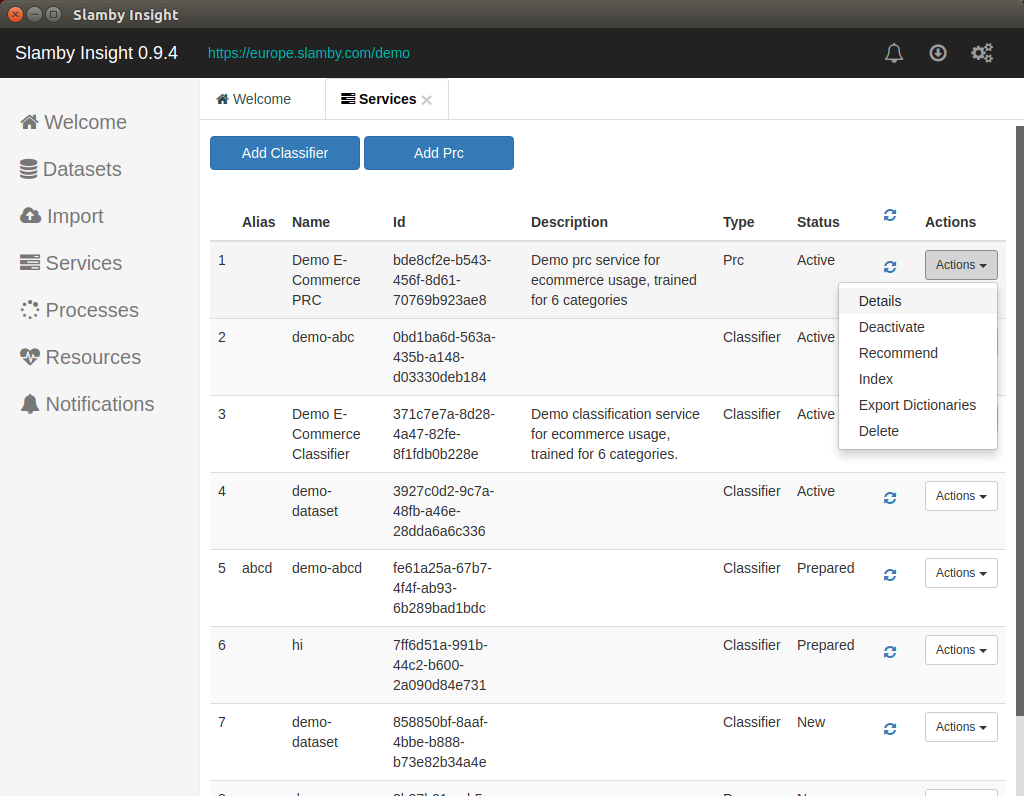 Slamby Insight
Slamby Insight 0.9.4
https://europe.slamby.com/demo
Welcome
Datasets
Import
Services
Processes
Resources
Notifications
Welcome
Services
Add Classifier
Add Prc
Alias Name Id Description Type Status Actions
1 Demo E- bde8cf2e-b543- Demo prc service for Prc Active Actions
Commerce 456f-8d61- ecommerce usage, trained
PRC 70769b923ae8 for 6 categories
Details
Deactivate
Recommend
Index
Export Dictionaries
Delete
2 demo-abc 0bd1ba6d-563a- Classifier Active
435b-a148-
d03330deb184
3 Demo E- 371c7e7a-8d28- Demo classification service Classifier Active
Commerce 4a47-82fe- for ecommerce usage,
Classifier 8f1fdb0b228e trained for 6 categories.
4 demo- 3927c0d2-9c7a- Classifier Active Actions
dataset 48fb-a46e-
28dda6a6c336
5 abcd demo-abcd fe61a25a-67b7- Classifier Prepared Actions
4f4f-ab93-
6b289bad1bdc
6 hi 7ff6d51a-991b- Classifier Prepared Actions
44c2-b600-
2a090d84e731
7 demo- 858850bf-8aaf- Classifier New Actions
dataset 4bbe-b888-
b73e82b34a4e